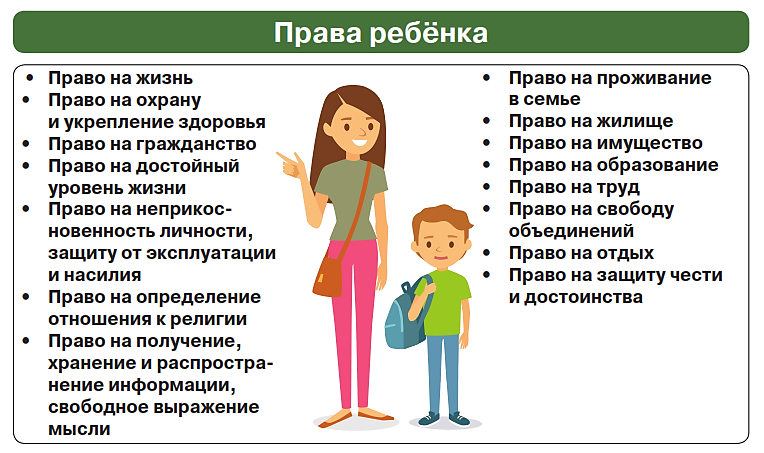 Права ребёнка
• Право на жизнь
• Право на охрану
и укрепление здоровья
• Право на гражданство
• Право на достойный
уровень жизни
• Право на неприкос-
новенность личности,
защиту от эксплуатации
и насилия
• Право на определение
отношения к религии
• Право на получение,
хранение и распростра-
нение информации,
свободное выражение
мысли
• Право на проживание
в семье
• Право на жилище
• Право на имущество
• Право на образование
• Право на труд
• Право на свободу
объединений
• Право на отдых
• Право на защиту чести
и достоинства